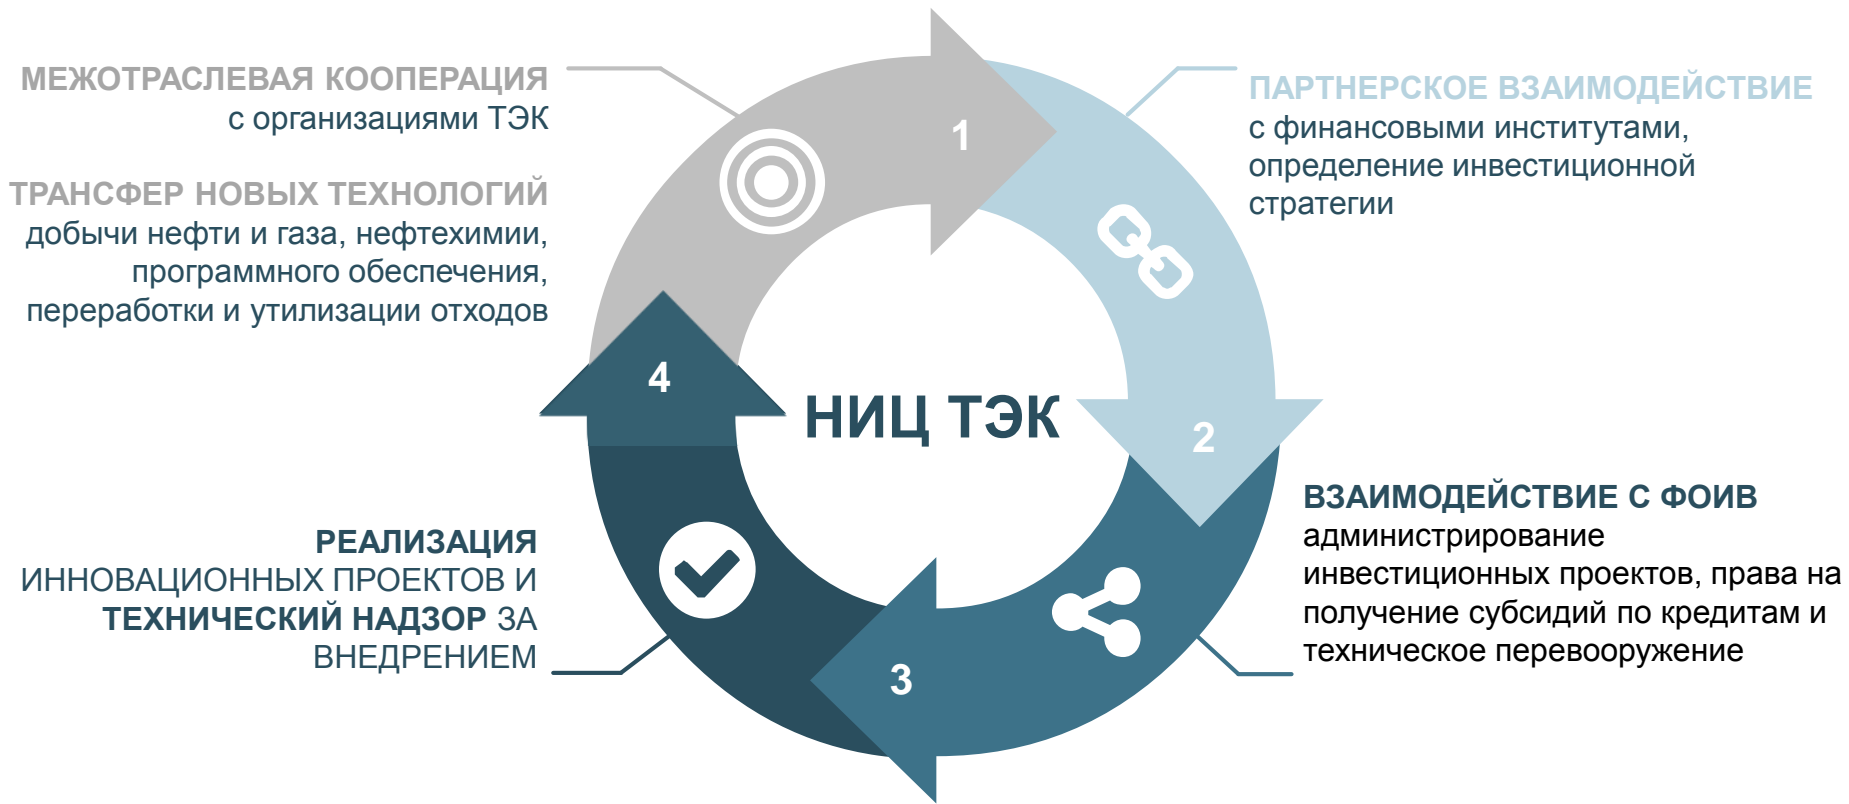 МЕЖОТРАСЛЕВАЯ КООПЕРАЦИЯ
с организациями ТЭК
ТРАНСФЕР НОВЫХ ТЕХНОЛОГИЙ
добычи нефти и газа, нефтехимии,
программного обеспечения,
переработки и утилизации отходов
1
ПАРТНЕРСКОЕ ВЗАИМОДЕЙСТВИЕ
с финансовыми институтами,
определение инвестиционной
стратегии
2
НИЦ ТЭК
ВЗАИМОДЕЙСТВИЕ С ФОИВ
администрирование
инвестиционных проектов, права на
получение субсидий по кредитам и
техническое перевооружение
3
РЕАЛИЗАЦИЯ
ИННОВАЦИОННЫХ ПРОЕКТОВ И
ТЕХНИЧЕСКИЙ НАДЗОР ЗА
ВНЕДРЕНИЕМ
4